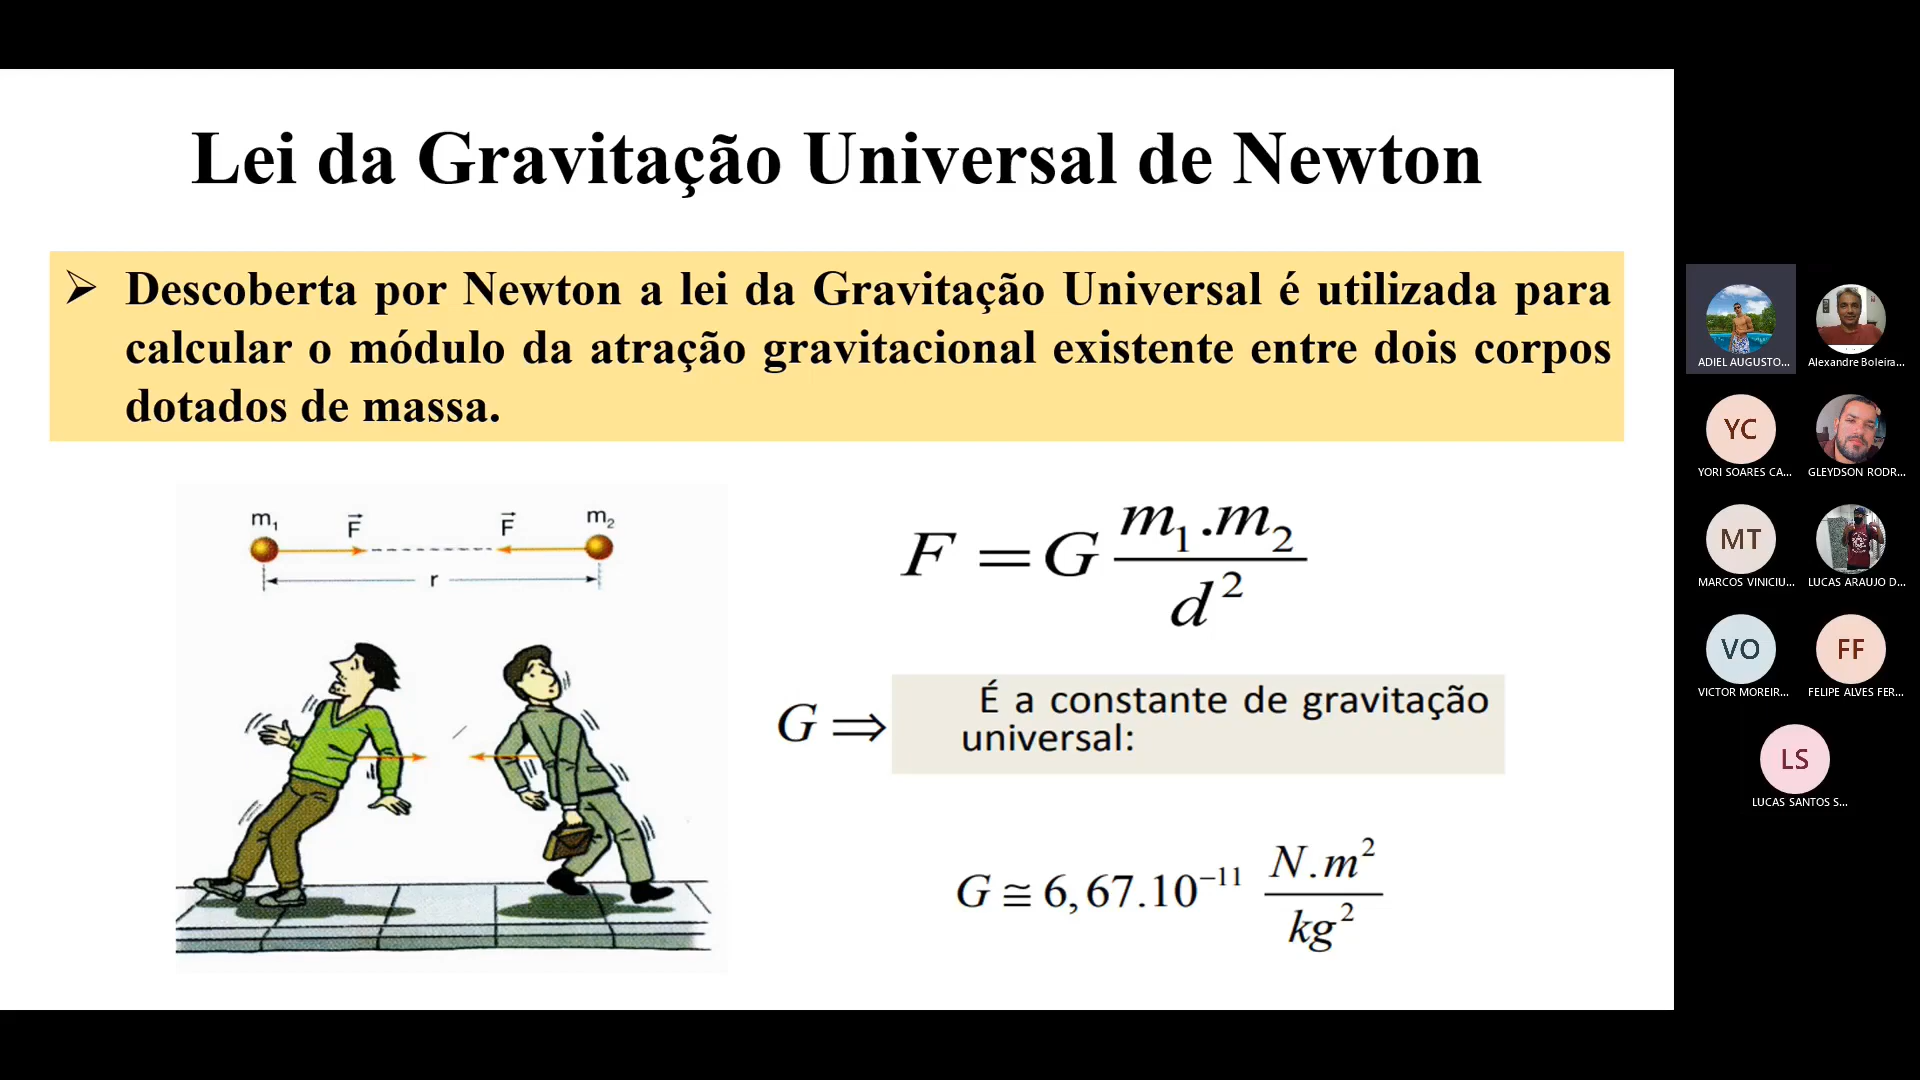 Lei da Gravitação Universal de Newton
➢ Descoberta por Newton a lei da Gravitação Universal é utilizada para
calcular o módulo da atração gravitacional existente entre dois corpos
dotados de massa.
m₁ F⃗ F⃗ m₂
r
F = G m₁.m₂ / d²
G ⇒ É a constante de gravitação
universal:
G ≅ 6,67.10⁻¹¹ N.m² / kg²
ADIEL AUGUSTO...
Alexandre Boleira...
YC
YORI SOARES CA...
GLEYDSON RODR...
MT
MARCOS VINICIU...
LUCAS ARAUJO D...
VO
VICTOR MOREIR...
FF
FELIPE ALVES FER...
LS
LUCAS SANTOS S...